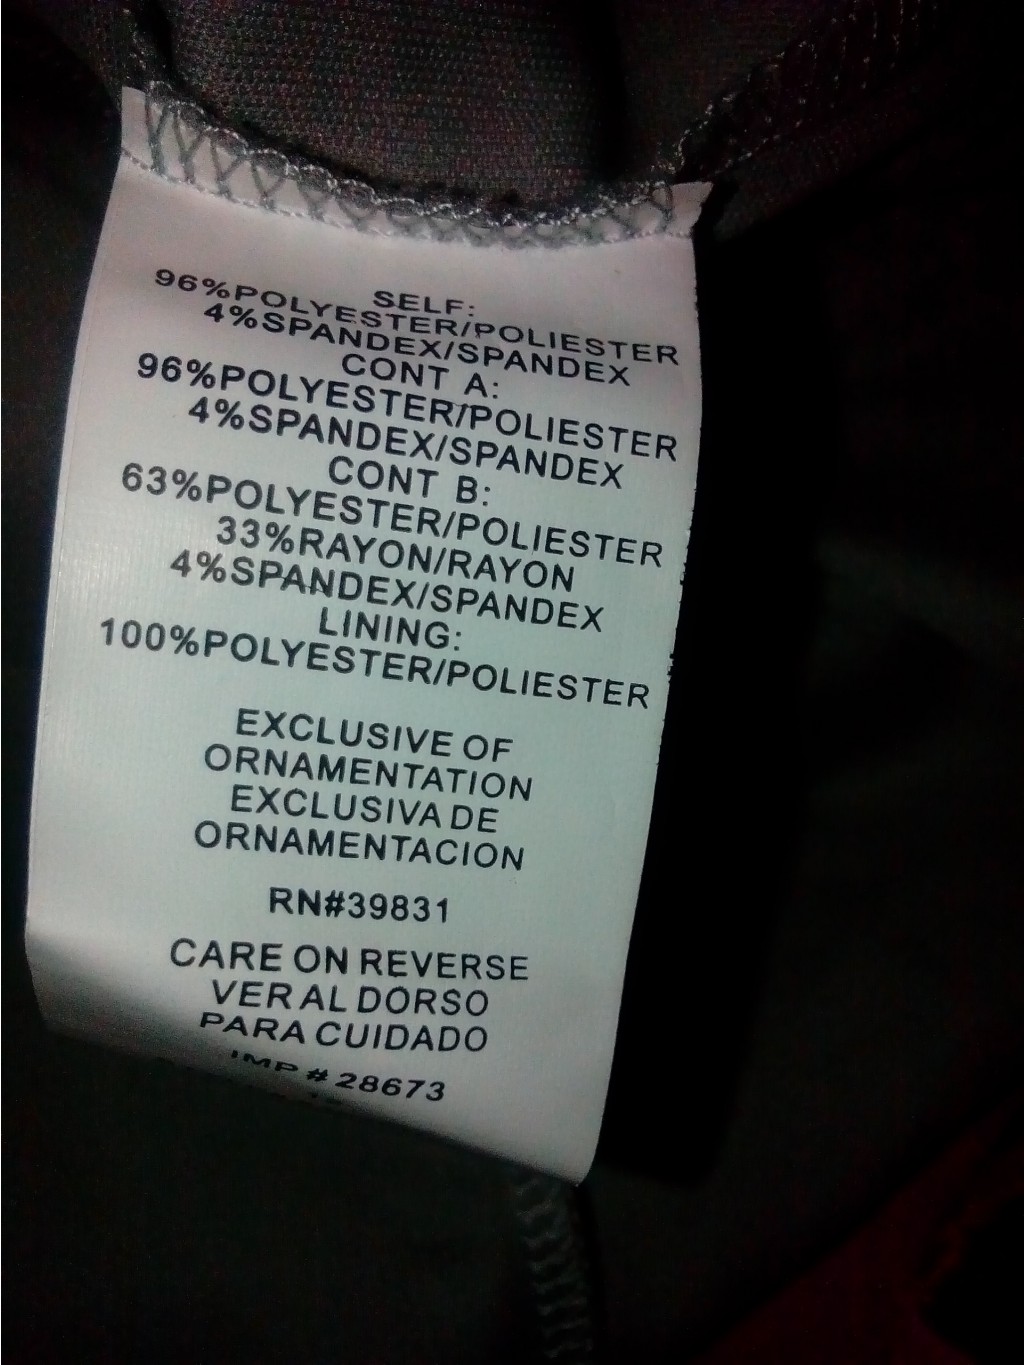 SELF:
96%POLYESTER/POLIESTER
4%SPANDEX/SPANDEX
CONT A:
96%POLYESTER/POLIESTER
4%SPANDEX/SPANDEX
CONT B:
63%POLYESTER/POLIESTER
33%RAYON/RAYON
4%SPANDEX/SPANDEX
LINING:
100%POLYESTER/POLIESTER
EXCLUSIVE OF
ORNAMENTATION
EXCLUSIVA DE
ORNAMENTACION
RN#39831
CARE ON REVERSE
VER AL DORSO
PARA CUIDADO
IMP # 28673